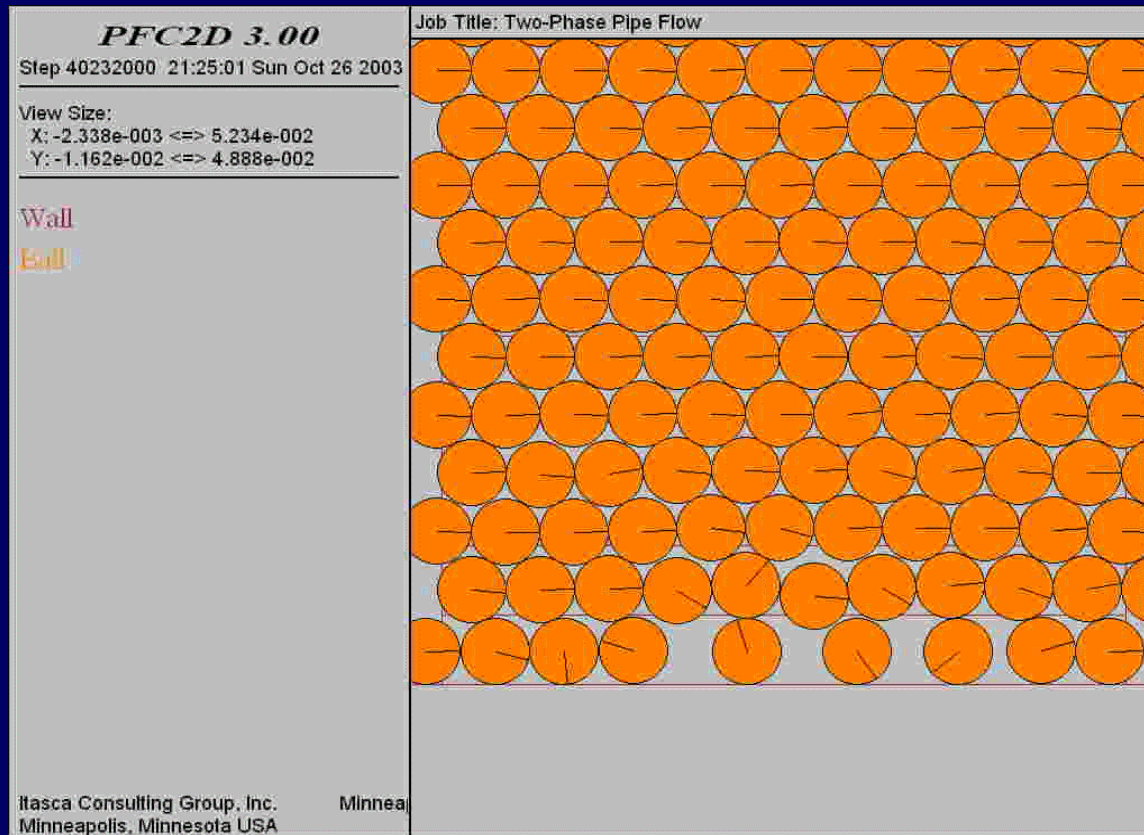 PFC2D 3.00
Step 40232000 21:25:01 Sun Oct 26 2003
View Size:
X: -2.338e-003 <=> 5.234e-002
Y: -1.162e-002 <=> 4.888e-002
Wall
Ball
Itasca Consulting Group, Inc. Minneap
Minneapolis, Minnesota USA
Job Title: Two-Phase Pipe Flow